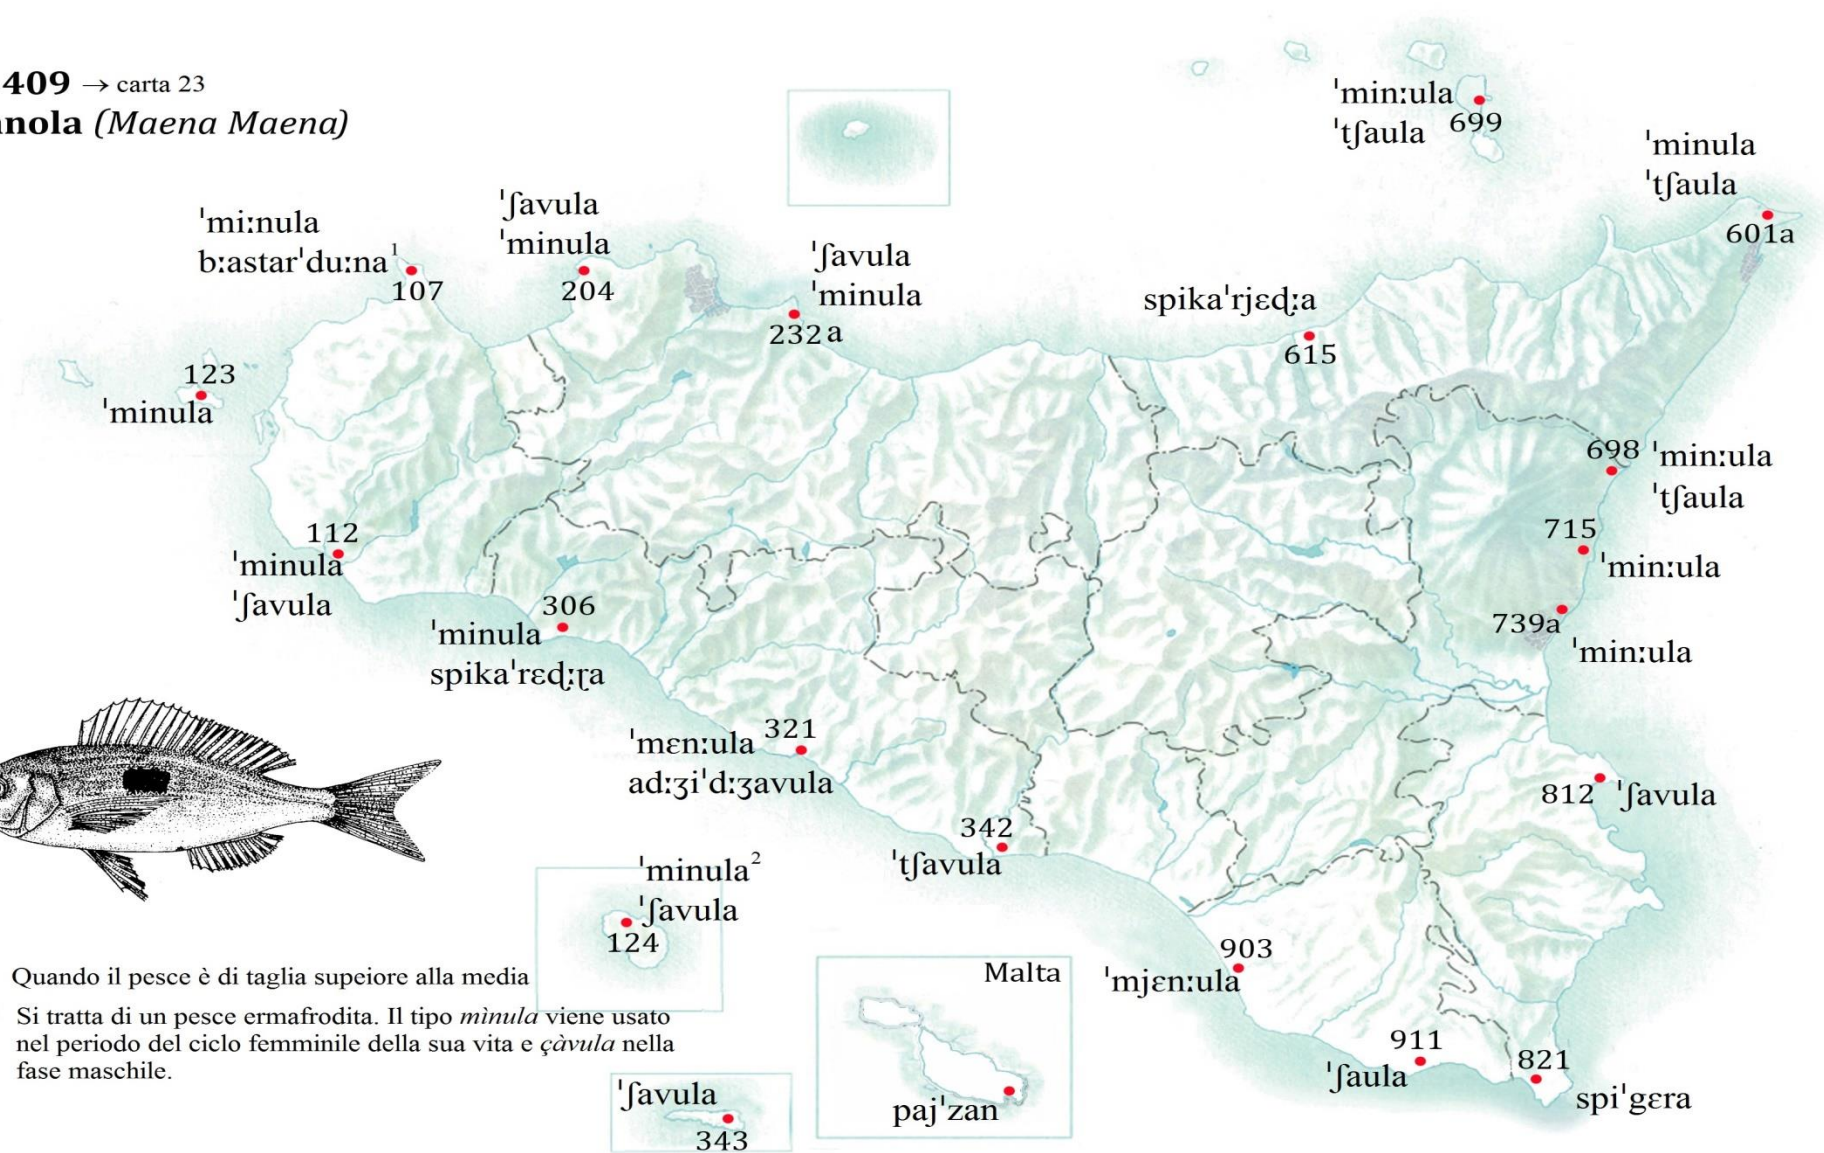 409 → carta 23
nola (Maena Maena)
ˈminːula
ˈtʃaula
699
ˈminula
ˈtʃaula
601a
ˈmiːnula
bːastarˈduːna¹
107
ˈʃavula
ˈminula
204
ˈʃavula
ˈminula
232a
spikaˈrjɛɖːa
615
123
ˈminula
698
ˈminːula
ˈtʃaula
112
ˈminula
ˈʃavula
715
ˈminːula
306
ˈminula
spikaˈrɛɖːɽa
739a
ˈminːula
321
ˈmɛnːula
adːʒiˈdːʒavula
812
ˈʃavula
342
ˈtʃavula
ˈminula²
ˈʃavula
124
903
ˈmjɛnːula
Malta
pajˈzan
Quando il pesce è di taglia supeiore alla media
Si tratta di un pesce ermafrodita. Il tipo mìnula viene usato
nel periodo del ciclo femminile della sua vita e çàvula nella
fase maschile.
911
ˈʃaula
821
spiˈgɛra
ˈʃavula
343